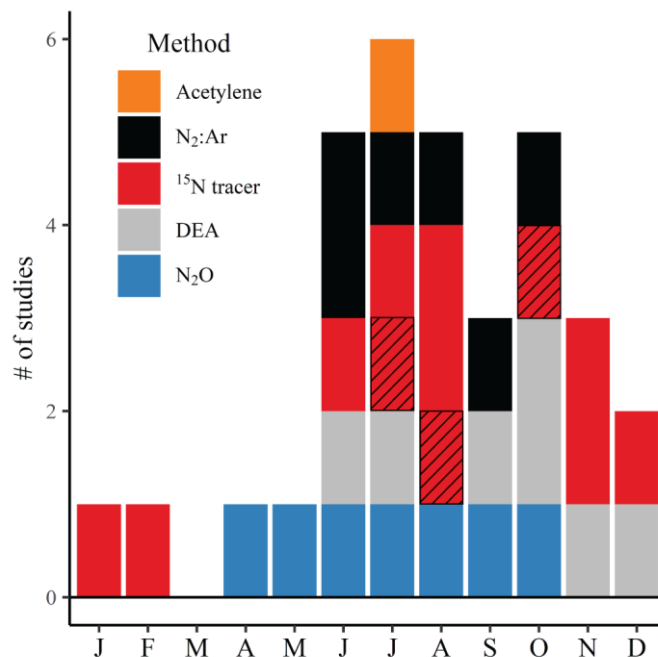 6
Method
Acetylene
N₂:Ar
¹⁵N tracer
DEA
N₂O
4
# of studies
2
0
J F M A M J J A S O N D